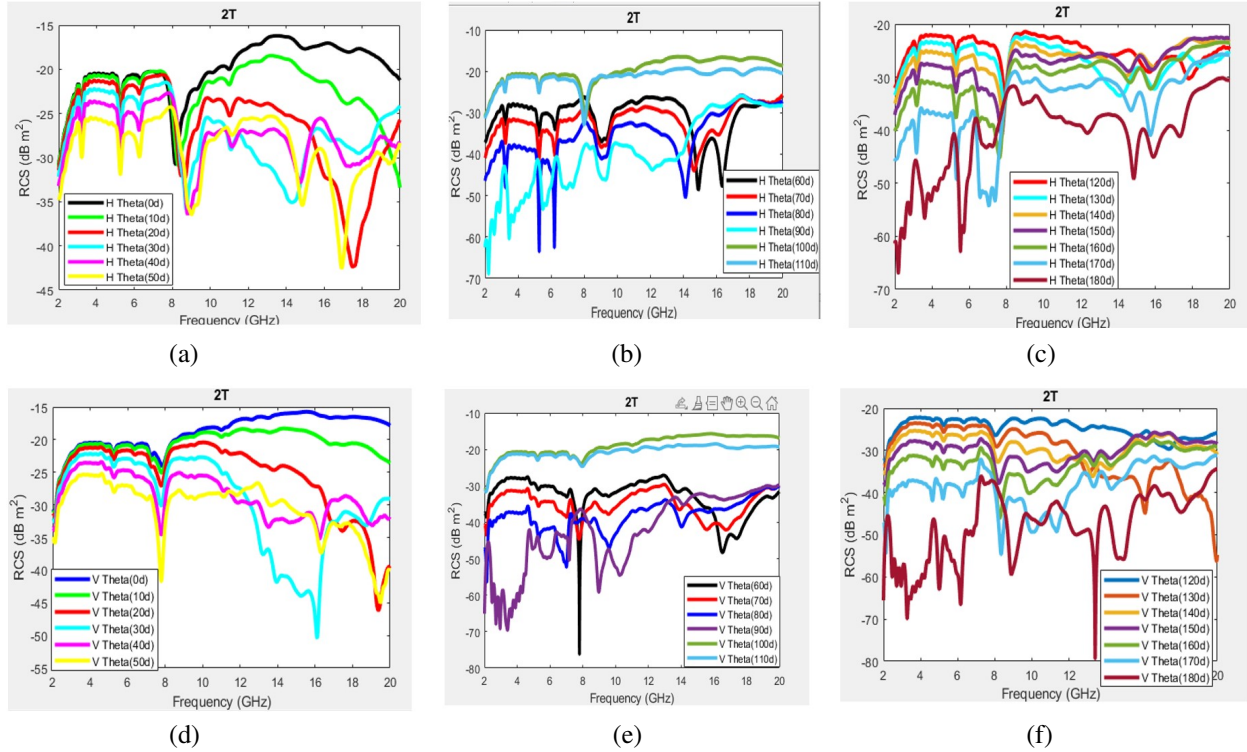 2T
-15
-20
-25
-30
-35
-40
-45
RCS (dB m²)
H Theta(0d)
H Theta(10d)
H Theta(20d)
H Theta(30d)
H Theta(40d)
H Theta(50d)
2 4 6 8 10 12 14 16 18 20
Frequency (GHz)
(a)
2T
-10
-20
-30
-40
-50
-60
-70
RCS (dB m²)
H Theta(60d)
H Theta(70d)
H Theta(80d)
H Theta(90d)
H Theta(100d)
H Theta(110d)
2 4 6 8 10 12 14 16 18 20
Frequency (GHz)
(b)
2T
-20
-30
-40
-50
-60
-70
RCS (dB m²)
H Theta(120d)
H Theta(130d)
H Theta(140d)
H Theta(150d)
H Theta(160d)
H Theta(170d)
H Theta(180d)
2 4 6 8 10 12 14 16 18 20
Frequency (GHz)
(c)
2T
-15
-20
-25
-30
-35
-40
-45
-50
-55
RCS (dB m²)
V Theta(0d)
V Theta(10d)
V Theta(20d)
V Theta(30d)
V Theta(40d)
V Theta(50d)
2 4 6 8 10 12 14 16 18 20
Frequency (GHz)
(d)
2T
-10
-20
-30
-40
-50
-60
-70
-80
RCS (dB m²)
V Theta(60d)
V Theta(70d)
V Theta(80d)
V Theta(90d)
V Theta(100d)
V Theta(110d)
2 4 6 8 10 12 14 16 18 20
Frequency (GHz)
(e)
2T
-20
-30
-40
-50
-60
-70
-80
RCS (dB m²)
V Theta(120d)
V Theta(130d)
V Theta(140d)
V Theta(150d)
V Theta(160d)
V Theta(170d)
V Theta(180d)
2 4 6 8 10 12 14 16 18 20
Frequency (GHz)
(f)